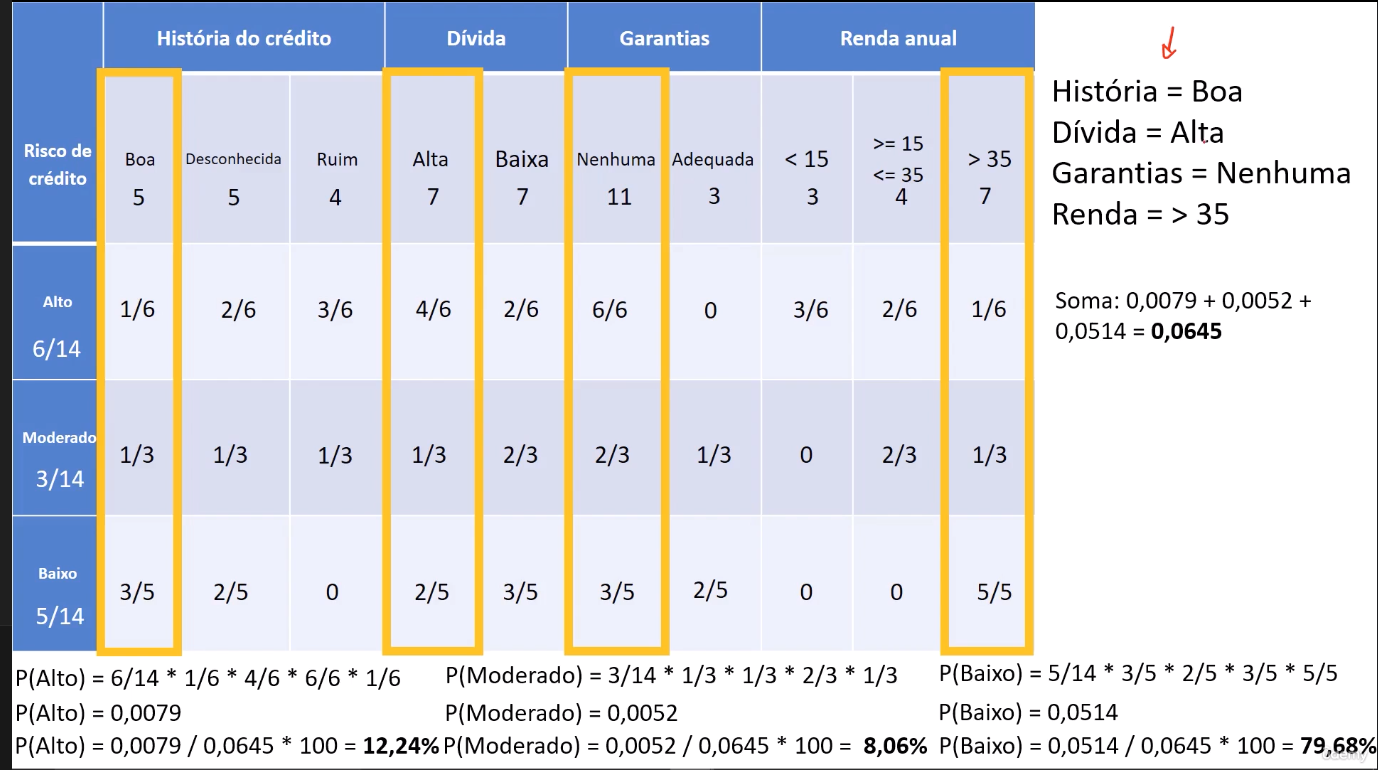 História do crédito Dívida Garantias Renda anual
Risco de crédito Boa 5 Desconhecida 5 Ruim 4 Alta 7 Baixa 7 Nenhuma 11 Adequada 3 < 15 3 >= 15 <= 35 4 > 35 7
Alto 6/14 1/6 2/6 3/6 4/6 2/6 6/6 0 3/6 2/6 1/6
Moderado 3/14 1/3 1/3 1/3 1/3 2/3 2/3 1/3 0 2/3 1/3
Baixo 5/14 3/5 2/5 0 2/5 3/5 3/5 2/5 0 0 5/5
História = Boa
Dívida = Alta
Garantias = Nenhuma
Renda = > 35
Soma: 0,0079 + 0,0052 +
0,0514 = 0,0645
P(Alto) = 6/14 * 1/6 * 4/6 * 6/6 * 1/6
P(Alto) = 0,0079
P(Alto) = 0,0079 / 0,0645 * 100 = 12,24%
P(Moderado) = 3/14 * 1/3 * 1/3 * 2/3 * 1/3
P(Moderado) = 0,0052
P(Moderado) = 0,0052 / 0,0645 * 100 = 8,06%
P(Baixo) = 5/14 * 3/5 * 2/5 * 3/5 * 5/5
P(Baixo) = 0,0514
P(Baixo) = 0,0514 / 0,0645 * 100 = 79,68%
Udemy